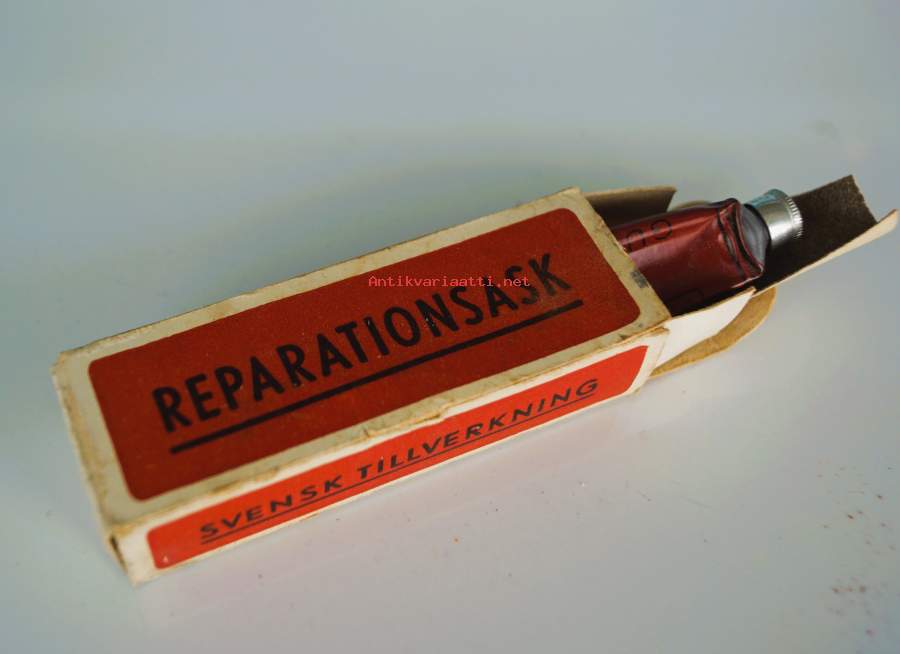 REPARATIONSASK
Antikvariaatti.net
SVENSK TILLVERKNING